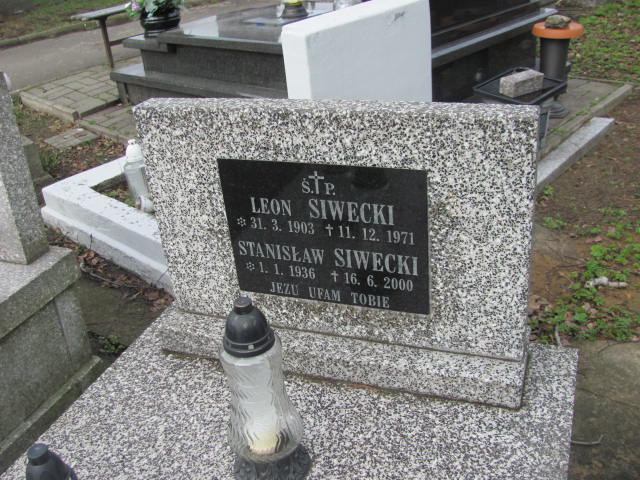 Ś. † P.
LEON SIWECKI
* 31. 3. 1903 † 11. 12. 1971
STANISŁAW SIWECKI
* 1. 1. 1936 † 16. 6. 2000
JEZU UFAM TOBIE